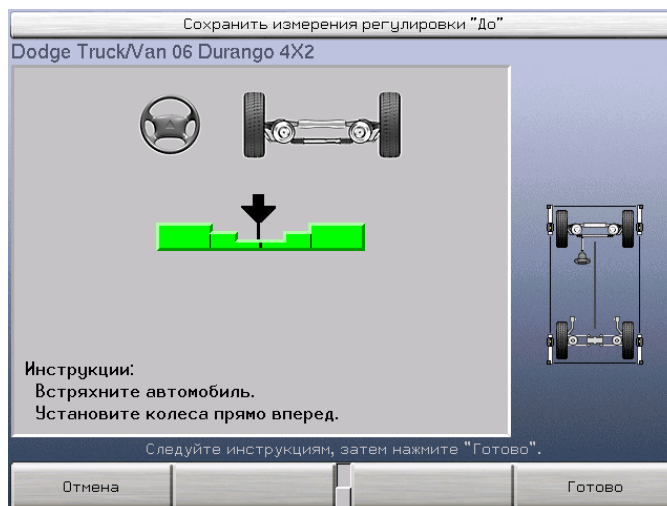 Сохранить измерения регулировки "До"
Dodge Truck/Van 06 Durango 4X2
Инструкции:
Встряхните автомобиль.
Установите колеса прямо вперед.
Следуйте инструкциям, затем нажмите "Готово".
Отмена
Готово